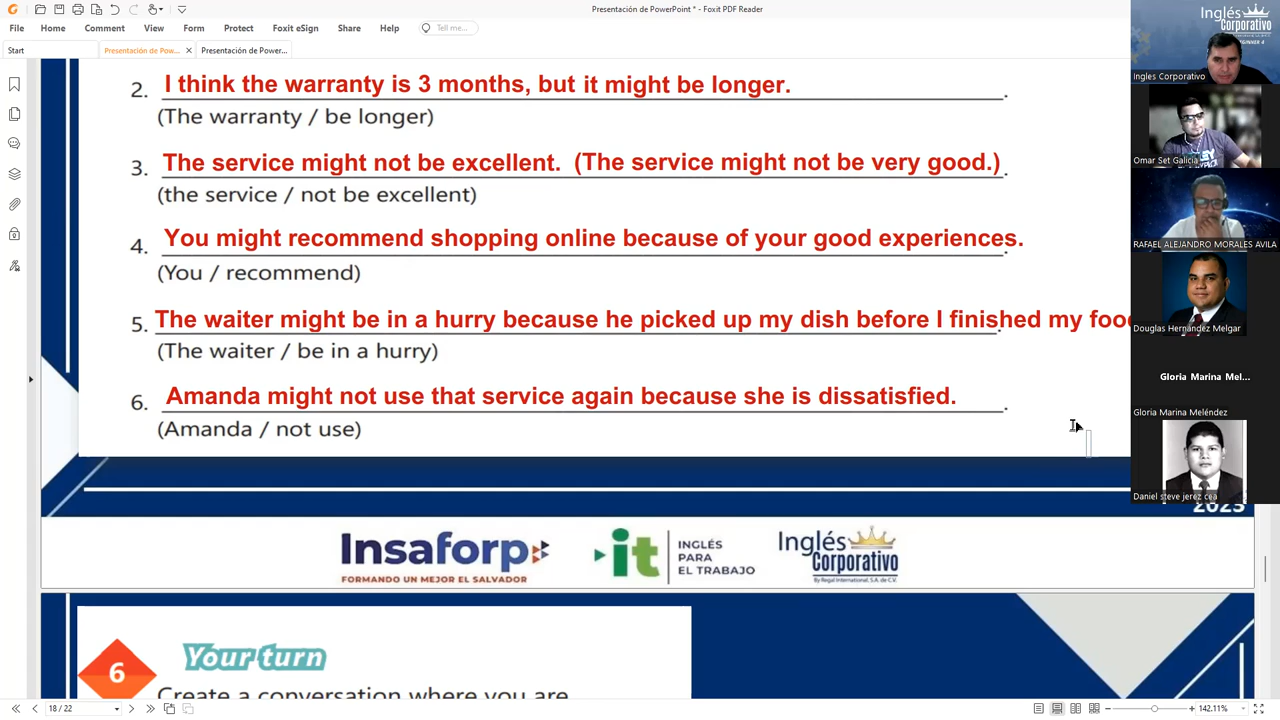 Presentación de PowerPoint * - Foxit PDF Reader
File Home Comment View Form Protect Foxit eSign Share Help Tell me...
Start Presentación de Pow... × Presentación de Power...
2. I think the warranty is 3 months, but it might be longer. .
(The warranty / be longer)
3. The service might not be excellent. (The service might not be very good.) .
(the service / not be excellent)
4. You might recommend shopping online because of your good experiences. .
(You / recommend)
5. The waiter might be in a hurry because he picked up my dish before I finished my foo
(The waiter / be in a hurry)
6. Amanda might not use that service again because she is dissatisfied. .
(Amanda / not use)
2023
Insaforp
FORMANDO UN MEJOR EL SALVADOR
it INGLÉS
PARA
EL TRABAJO
Inglés
Corporativo
By Regal International, S.A. de C.V.
6 Your turn
Create a conversation where you are
18 / 22
142.11%
Inglés
Corporativo
BEGINNER 4
Ingles Corporativo
Omar Set Galicia
RAFAEL ALEJANDRO MORALES AVILA
Douglas Hernández Melgar
Gloria Marina Mel...
Gloria Marina Meléndez
Daniel steve jerez cea